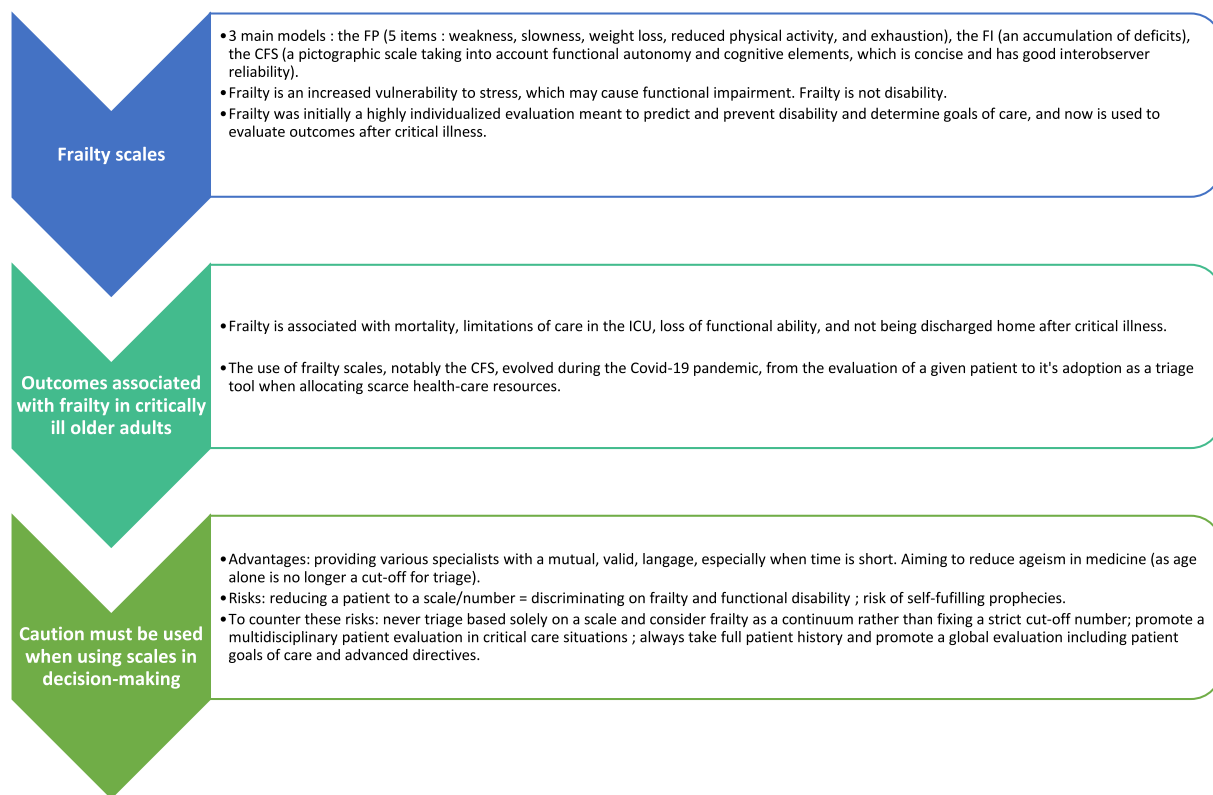 Frailty scales
•3 main models : the FP (5 items : weakness, slowness, weight loss, reduced physical activity, and exhaustion), the FI (an accumulation of deficits),
the CFS (a pictographic scale taking into account functional autonomy and cognitive elements, which is concise and has good interobserver
reliability).
•Frailty is an increased vulnerability to stress, which may cause functional impairment. Frailty is not disability.
•Frailty was initially a highly individualized evaluation meant to predict and prevent disability and determine goals of care, and now is used to
evaluate outcomes after critical illness.
Outcomes associated
with frailty in critically
ill older adults
•Frailty is associated with mortality, limitations of care in the ICU, loss of functional ability, and not being discharged home after critical illness.
•The use of frailty scales, notably the CFS, evolved during the Covid-19 pandemic, from the evaluation of a given patient to it's adoption as a triage
tool when allocating scarce health-care resources.
Caution must be used
when using scales in
decision-making
•Advantages: providing various specialists with a mutual, valid, langage, especially when time is short. Aiming to reduce ageism in medicine (as age
alone is no longer a cut-off for triage).
•Risks: reducing a patient to a scale/number = discriminating on frailty and functional disability ; risk of self-fufilling prophecies.
•To counter these risks: never triage based solely on a scale and consider frailty as a continuum rather than fixing a strict cut-off number; promote a
multidisciplinary patient evaluation in critical care situations ; always take full patient history and promote a global evaluation including patient
goals of care and advanced directives.